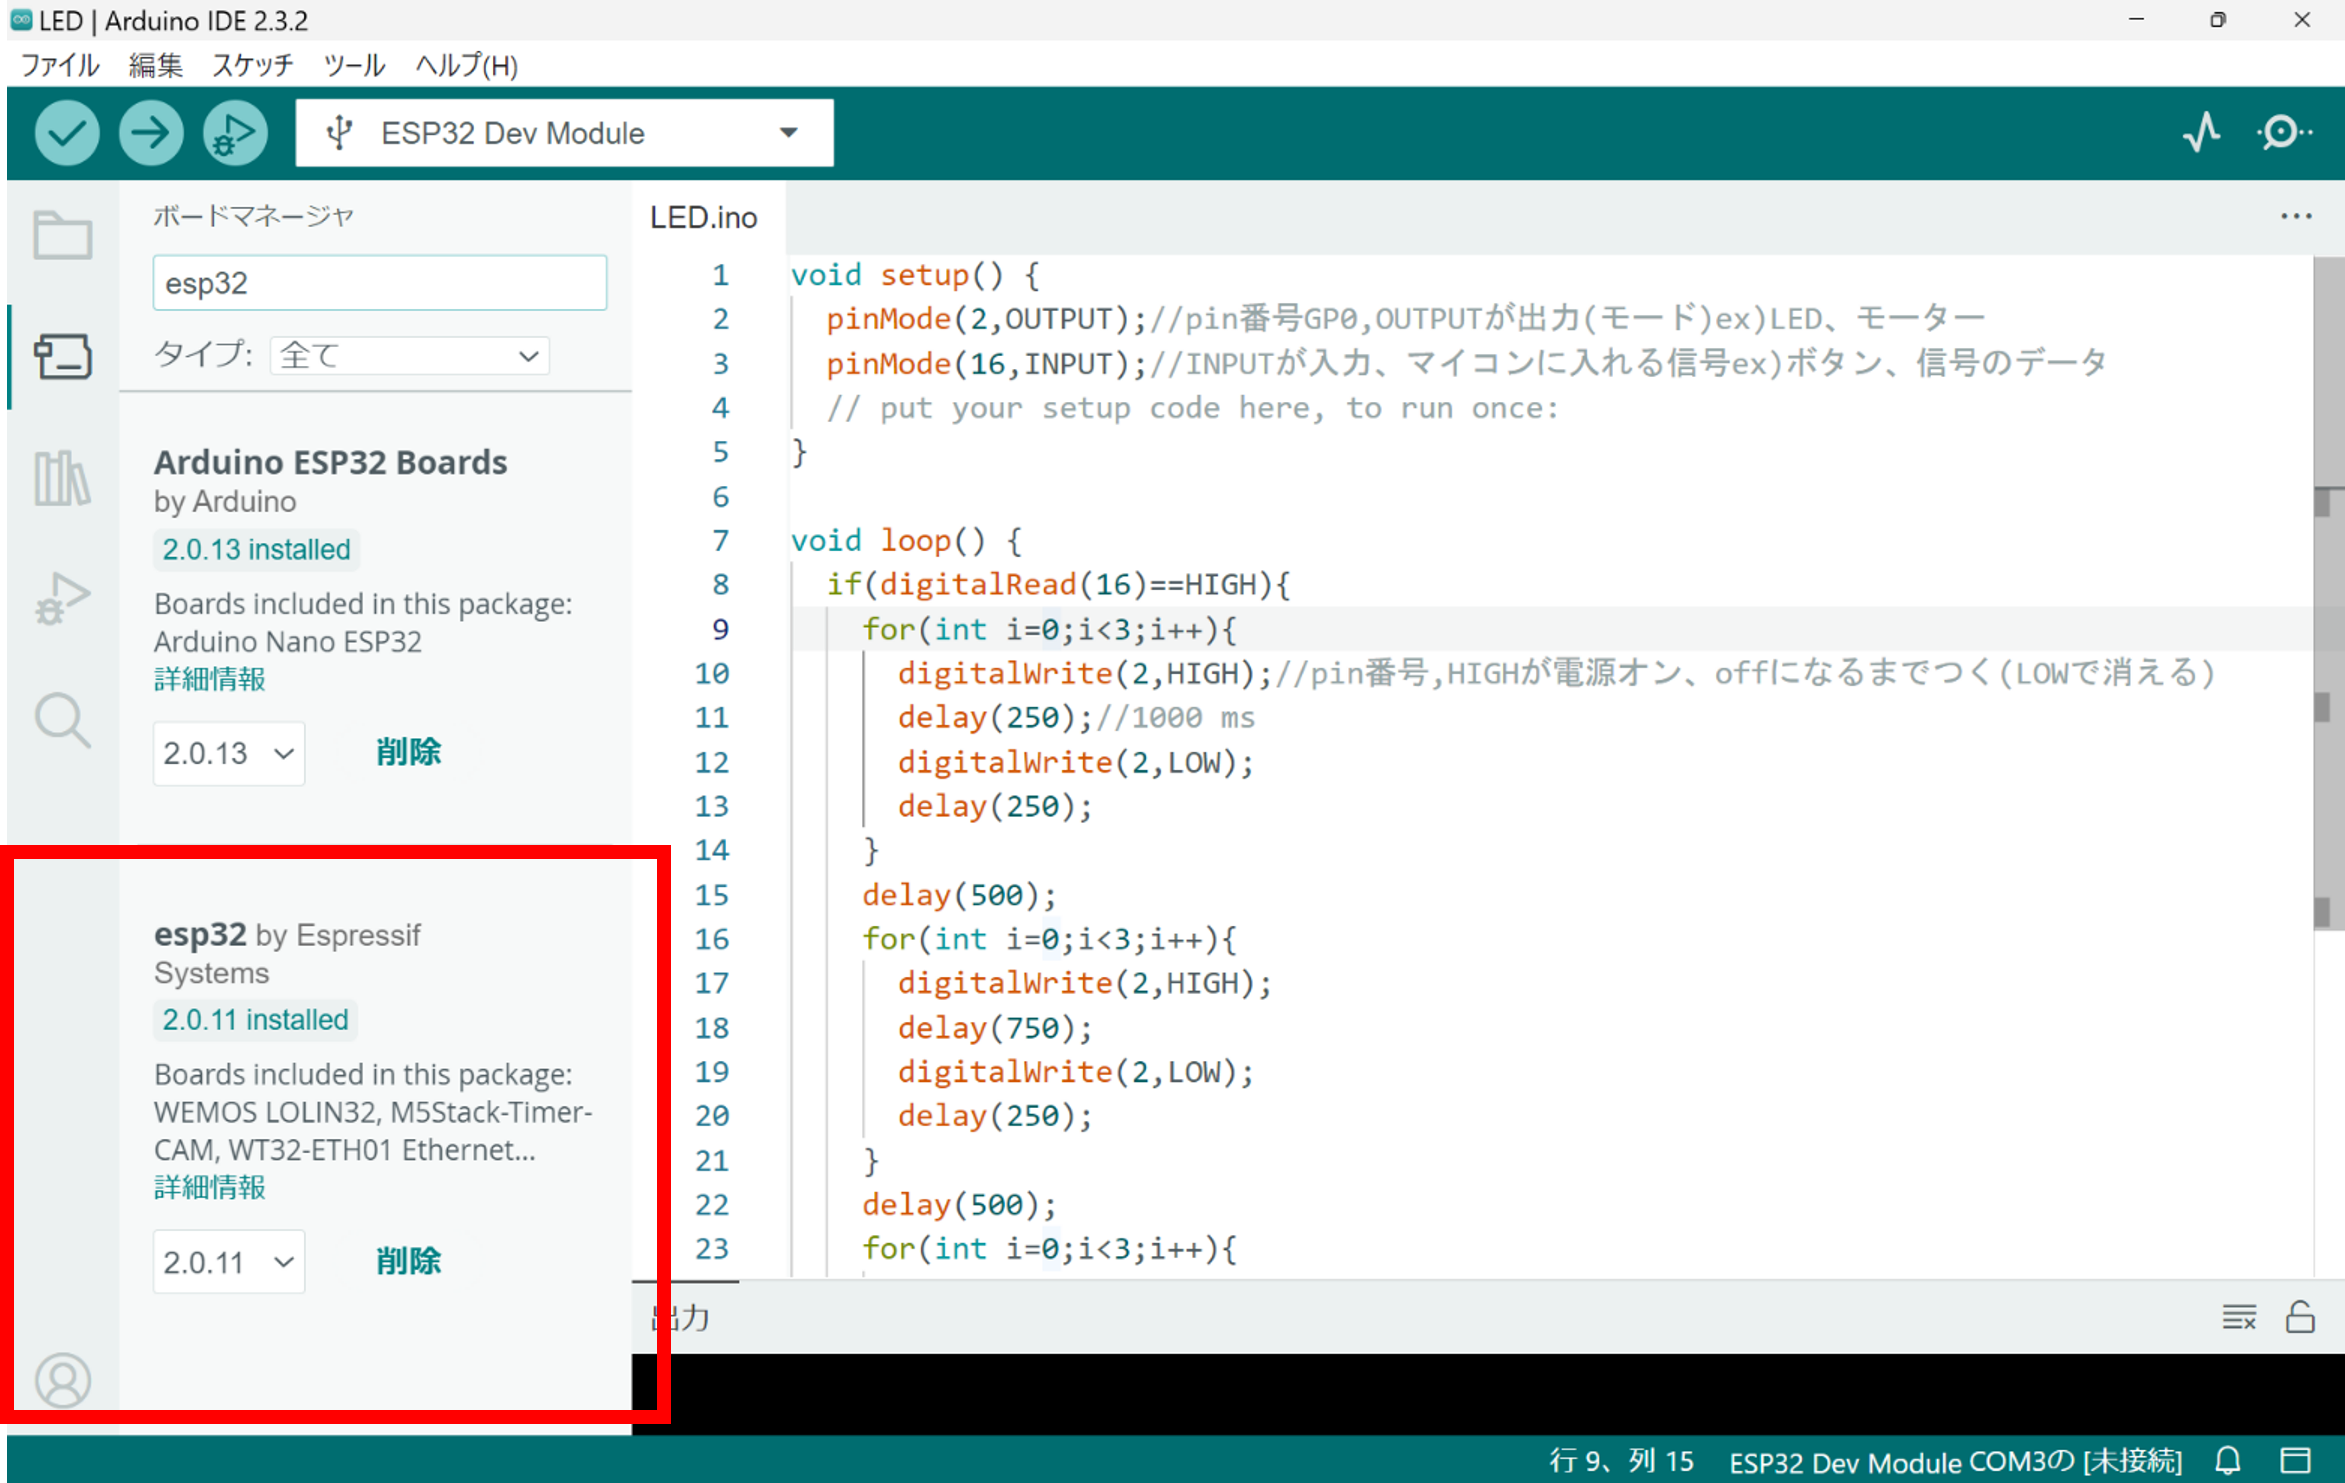 LED | Arduino IDE 2.3.2
ファイル 編集 スケッチ ツール ヘルプ(H)
ESP32 Dev Module
ボードマネージャ
esp32
タイプ: 全て
Arduino ESP32 Boards
by Arduino
2.0.13 installed
Boards included in this package:
Arduino Nano ESP32
詳細情報
2.0.13 削除
esp32 by Espressif
Systems
2.0.11 installed
Boards included in this package:
WEMOS LOLIN32, M5Stack-Timer-
CAM, WT32-ETH01 Ethernet...
詳細情報
2.0.11 削除
LED.ino
1 void setup() {
2 pinMode(2,OUTPUT);//pin番号GP0,OUTPUTが出力(モード)ex)LED、モーター
3 pinMode(16,INPUT);//INPUTが入力、マイコンに入れる信号ex)ボタン、信号のデータ
4 // put your setup code here, to run once:
5 }
6
7 void loop() {
8 if(digitalRead(16)==HIGH){
9 for(int i=0;i<3;i++){
10 digitalWrite(2,HIGH);//pin番号,HIGHが電源オン、offになるまでつく(LOWで消える)
11 delay(250);//1000 ms
12 digitalWrite(2,LOW);
13 delay(250);
14 }
15 delay(500);
16 for(int i=0;i<3;i++){
17 digitalWrite(2,HIGH);
18 delay(750);
19 digitalWrite(2,LOW);
20 delay(250);
21 }
22 delay(500);
23 for(int i=0;i<3;i++){
出力
行 9、列 15 ESP32 Dev Module COM3の [未接続]